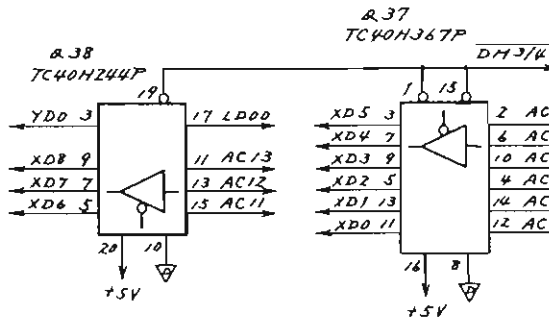 Q38
TC40H244P
Q37
TC40H367P
DM3/4
19
1 15
YD0 3 17 LD00
XD8 9 11 AC13
XD7 7 13 AC12
XD6 5 15 AC11
20 10
+5V
XD5 3 2 AC
XD4 7 6 AC
XD3 9 10 AC
XD2 5 4 AC
XD1 13 14 AC
XD0 11 12 AC
16 8
+5V